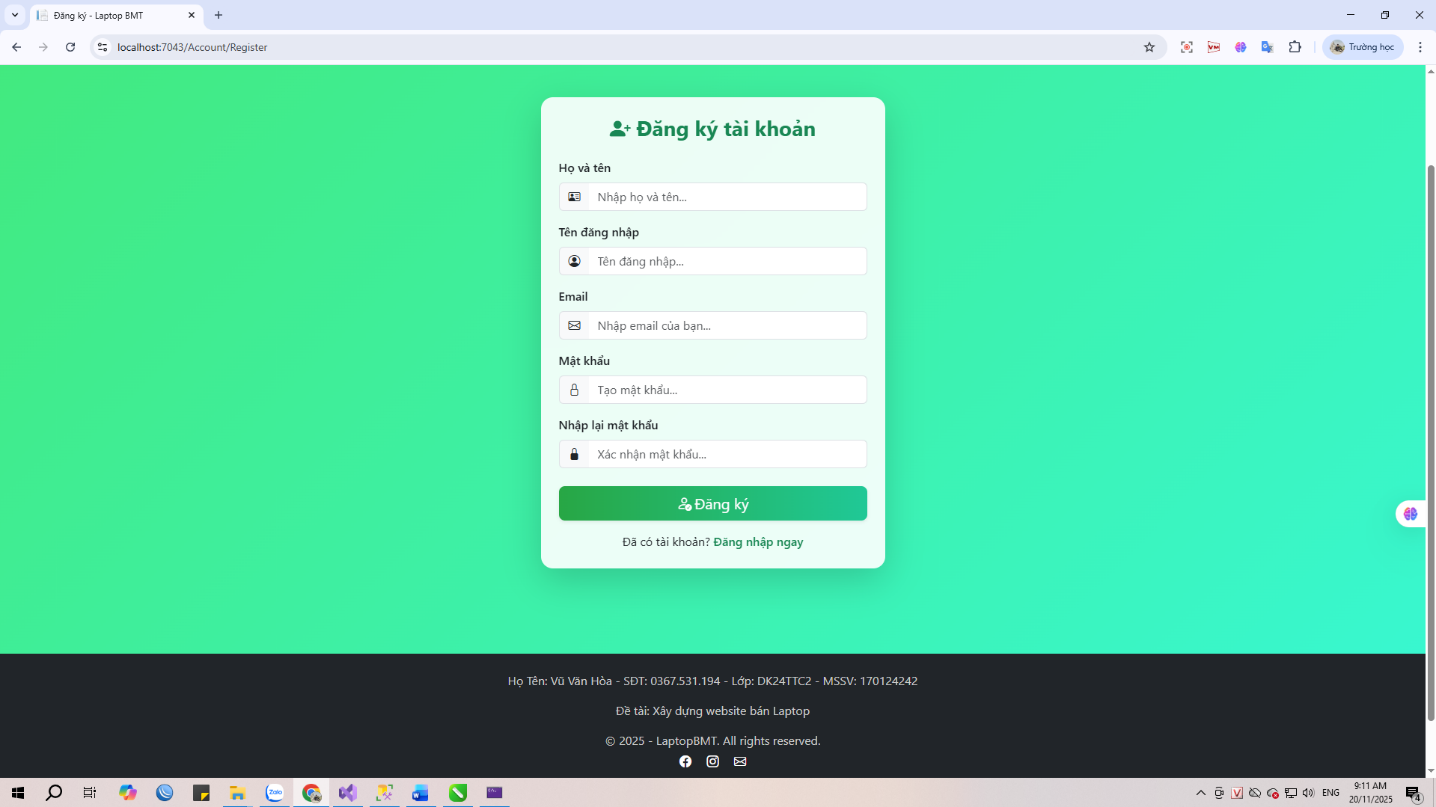 Đăng ký - Laptop BMT
localhost:7043/Account/Register
Trường học
Đăng ký tài khoản
Họ và tên
Nhập họ và tên...
Tên đăng nhập
Tên đăng nhập...
Email
Nhập email của bạn...
Mật khẩu
Tạo mật khẩu...
Nhập lại mật khẩu
Xác nhận mật khẩu...
Đăng ký
Đã có tài khoản? Đăng nhập ngay
Họ Tên: Vũ Văn Hòa - SĐT: 0367.531.194 - Lớp: DK24TTC2 - MSSV: 170124242
Đề tài: Xây dựng website bán Laptop
© 2025 - LaptopBMT. All rights reserved.
Zalo
ENG
9:11 AM
20/11/2025
4